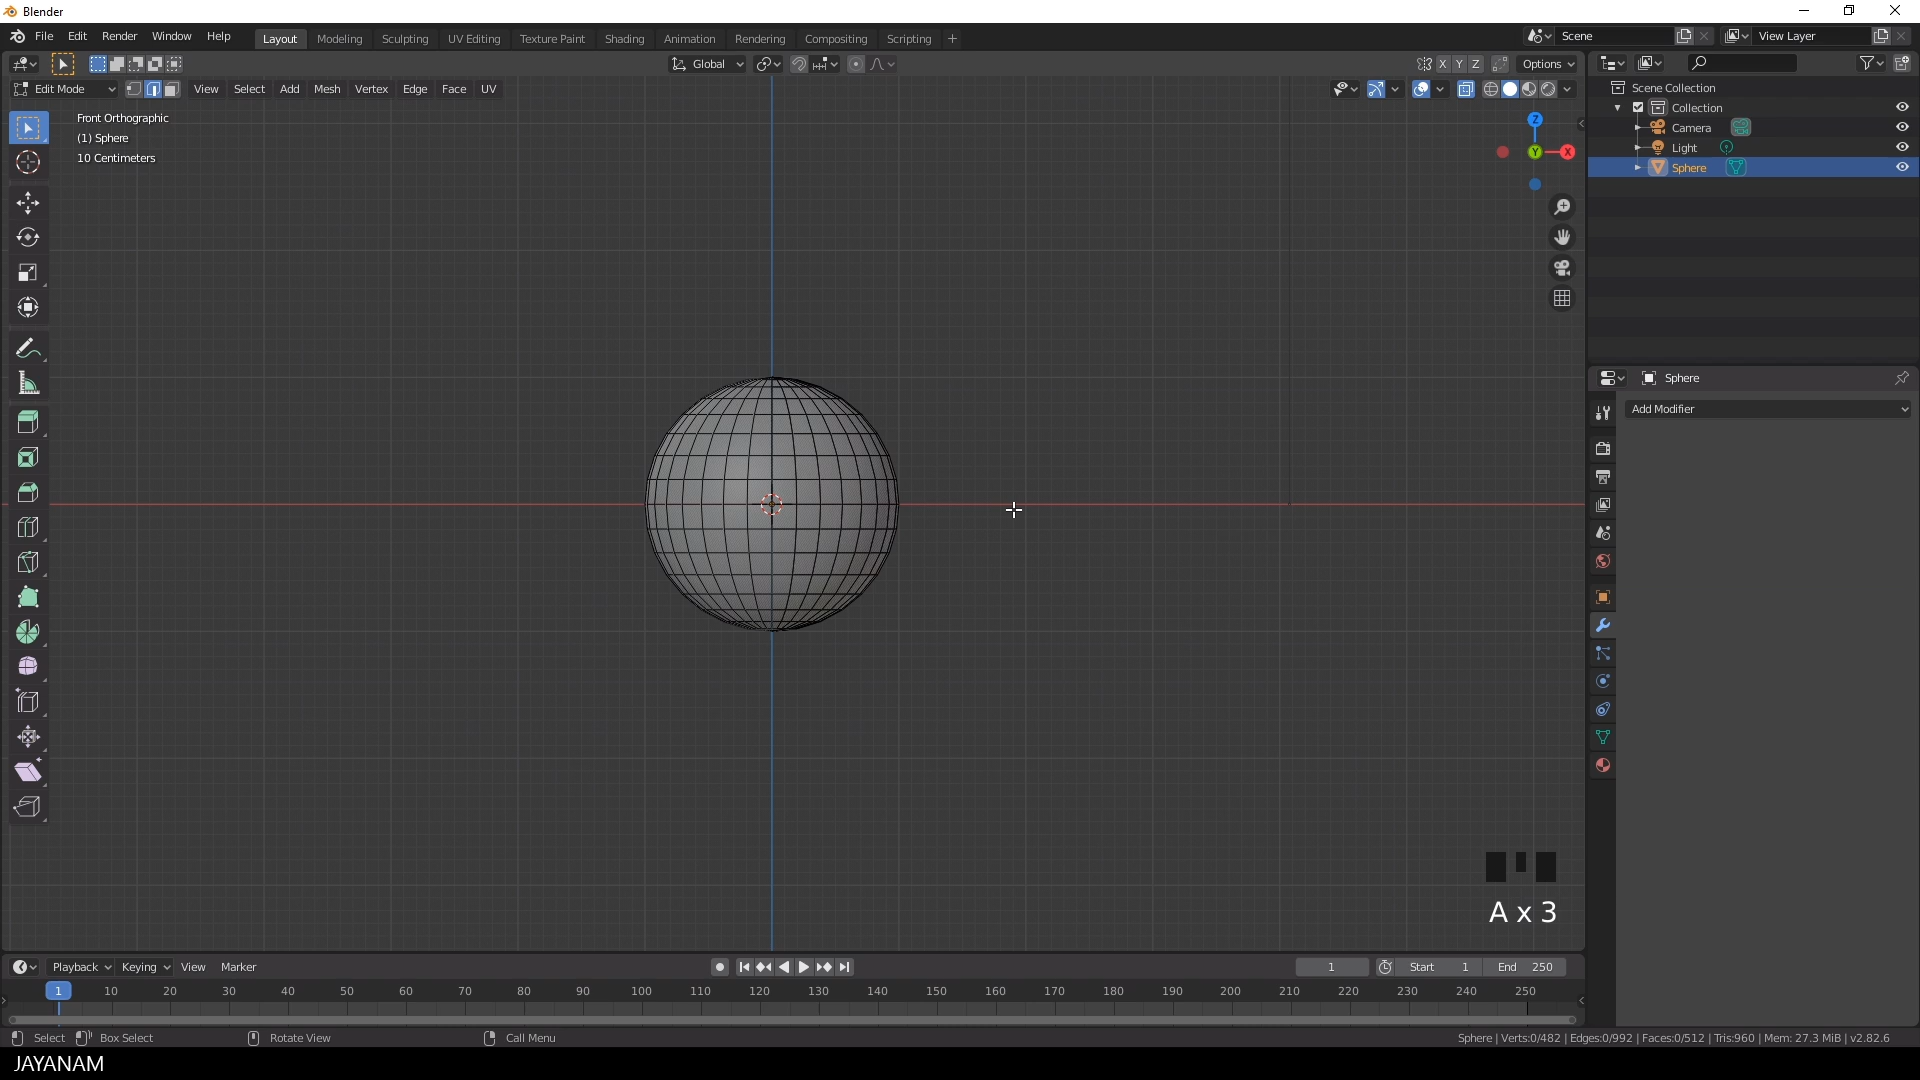 Blender
File Edit Render Window Help Layout Modeling Sculpting UV Editing Texture Paint Shading Animation Rendering Compositing Scripting + Scene View Layer
Global X Y Z Options
Edit Mode View Select Add Mesh Vertex Edge Face UV
Scene Collection
Collection
Camera
Light
Sphere
Front Orthographic
(1) Sphere
10 Centimeters
Z
Y X
Sphere
Add Modifier
A x 3
Playback Keying View Marker 1 Start 1 End 250
1 10 20 30 40 50 60 70 80 90 100 110 120 130 140 150 160 170 180 190 200 210 220 230 240 250
Select Box Select Rotate View Call Menu Sphere | Verts:0/482 | Edges:0/992 | Faces:0/512 | Tris:960 | Mem: 27.3 MiB | v2.82.6
JAYANAM